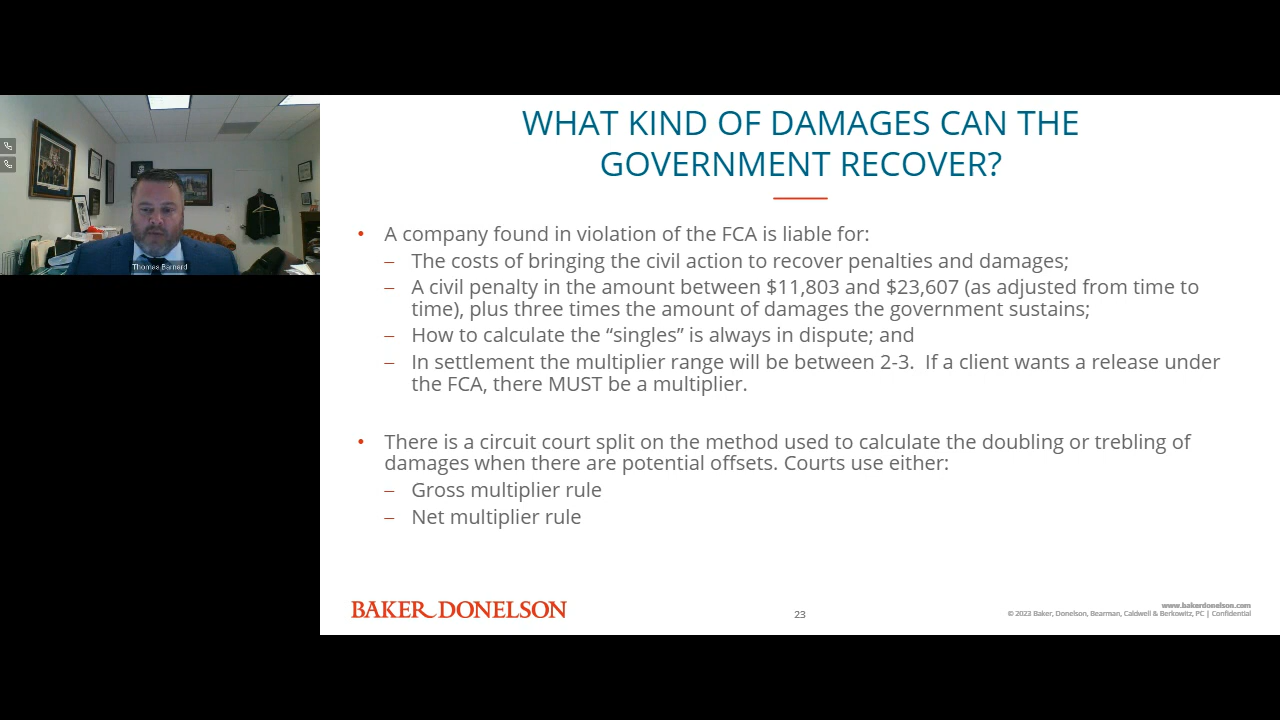 WHAT KIND OF DAMAGES CAN THE
GOVERNMENT RECOVER?
• A company found in violation of the FCA is liable for:
– The costs of bringing the civil action to recover penalties and damages;
– A civil penalty in the amount between $11,803 and $23,607 (as adjusted from time to
time), plus three times the amount of damages the government sustains;
– How to calculate the “singles” is always in dispute; and
– In settlement the multiplier range will be between 2-3.  If a client wants a release under
the FCA, there MUST be a multiplier.
• There is a circuit court split on the method used to calculate the doubling or trebling of
damages when there are potential offsets. Courts use either:
– Gross multiplier rule
– Net multiplier rule
Thomas Barnard
BAKER DONELSON
23
www.bakerdonelson.com
© 2023 Baker, Donelson, Bearman, Caldwell & Berkowitz, PC | Confidential